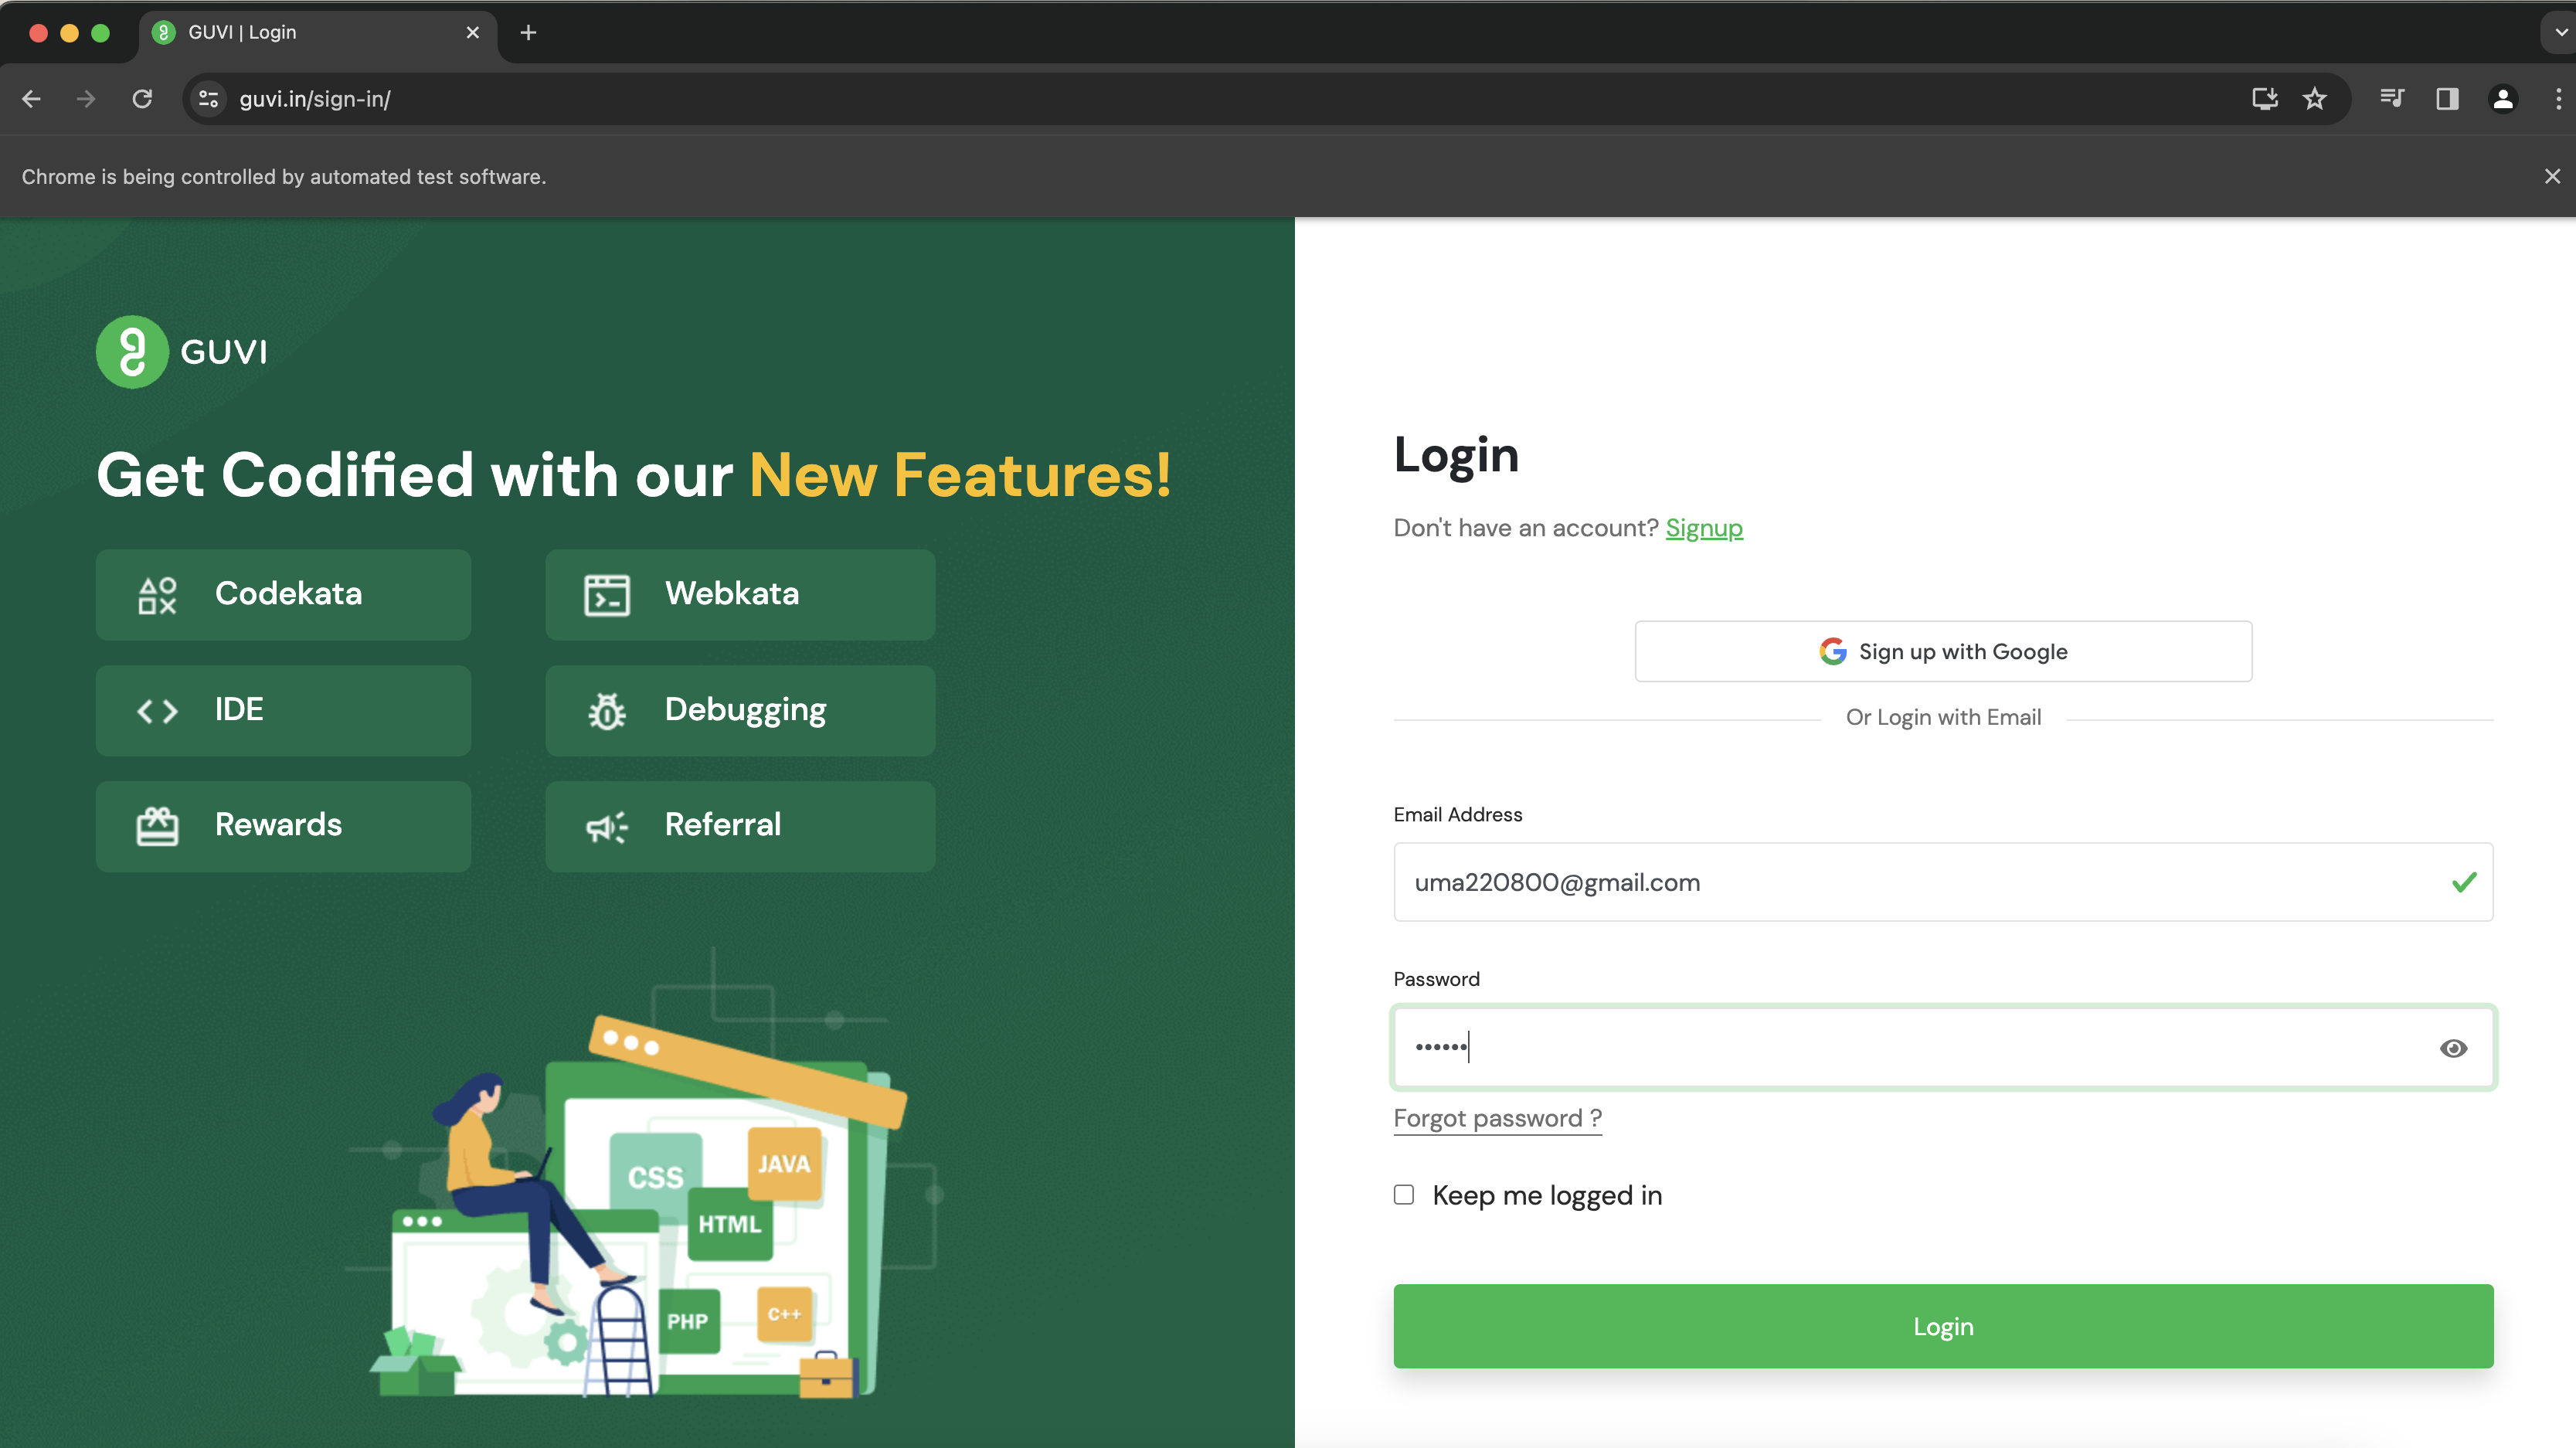 GUVI | Login
guvi.in/sign-in/
Chrome is being controlled by automated test software.
GUVI
Get Codified with our New Features!
Codekata
Webkata
IDE
Debugging
Rewards
Referral
CSS
JAVA
HTML
PHP
C++
Login
Don't have an account? Signup
Sign up with Google
Or Login with Email
Email Address
uma220800@gmail.com
Password
••••••
Forgot password ?
Keep me logged in
Login